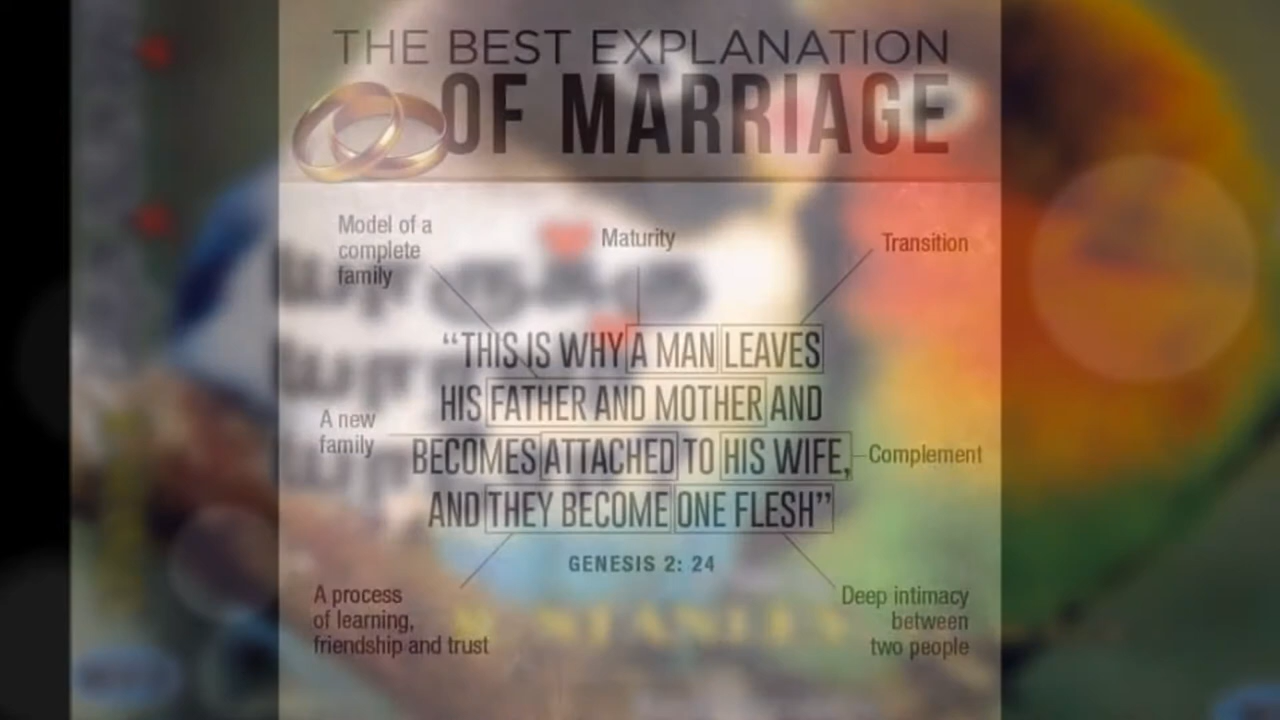 THE BEST EXPLANATION
OF MARRIAGE
Model of a
complete
family
Maturity
Transition
“THIS IS WHY A MAN LEAVES
HIS FATHER AND MOTHER AND
A new
family
BECOMES ATTACHED TO HIS WIFE,
Complement
AND THEY BECOME ONE FLESH”
GENESIS 2: 24
A process
of learning,
friendship and trust
Deep intimacy
between
two people